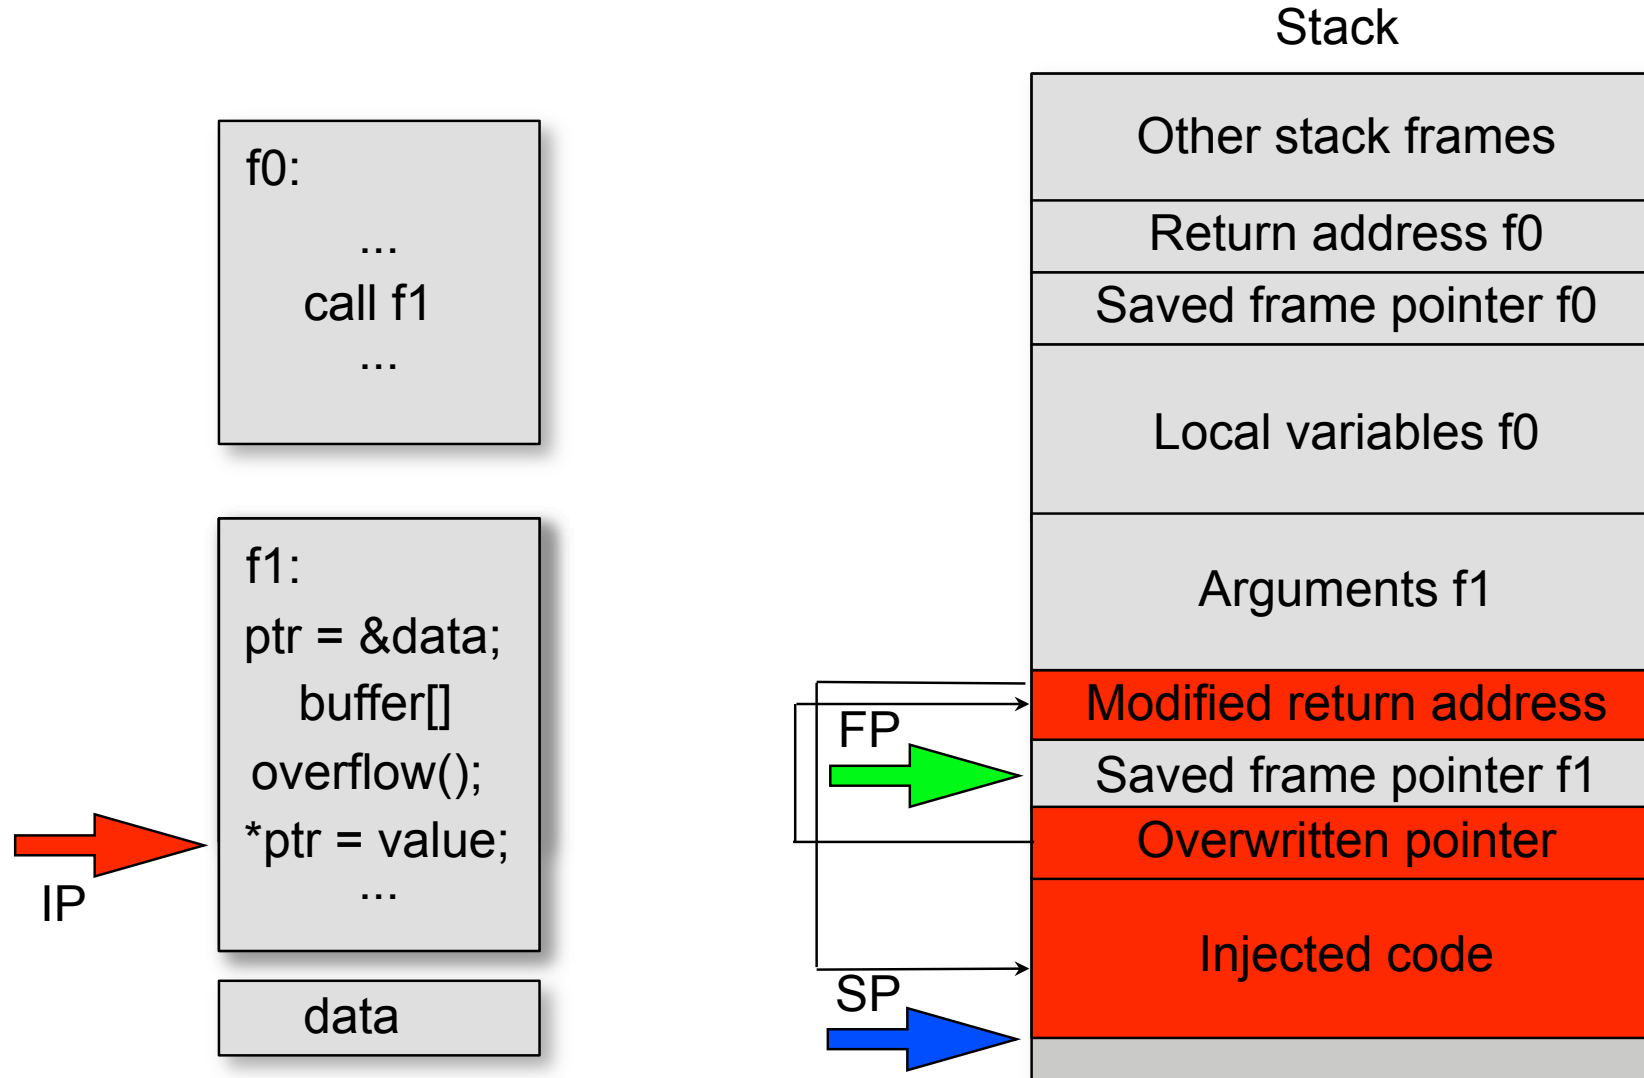 Stack
f0:
...
call f1
...
f1:
ptr = &data;
buffer[]
overflow();
*ptr = value;
...
data
IP
FP
SP
Other stack frames
Return address f0
Saved frame pointer f0
Local variables f0
Arguments f1
Modified return address
Saved frame pointer f1
Overwritten pointer
Injected code